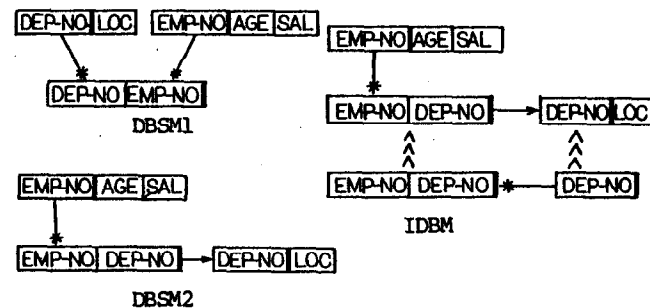 DEP-NO LOC
EMP-NO AGE SAL
DEP-NO EMP-NO
DBSM1
EMP-NO AGE SAL
EMP-NO DEP-NO
DEP-NO LOC
DBSM2
EMP-NO AGE SAL
EMP-NO DEP-NO
DEP-NO LOC
EMP-NO DEP-NO
DEP-NO
IDBM